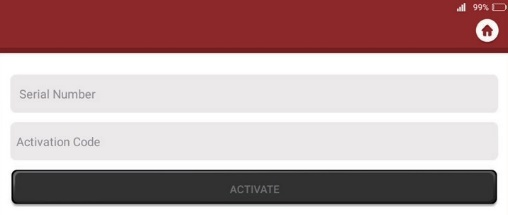 99%
Serial Number
Activation Code
ACTIVATE